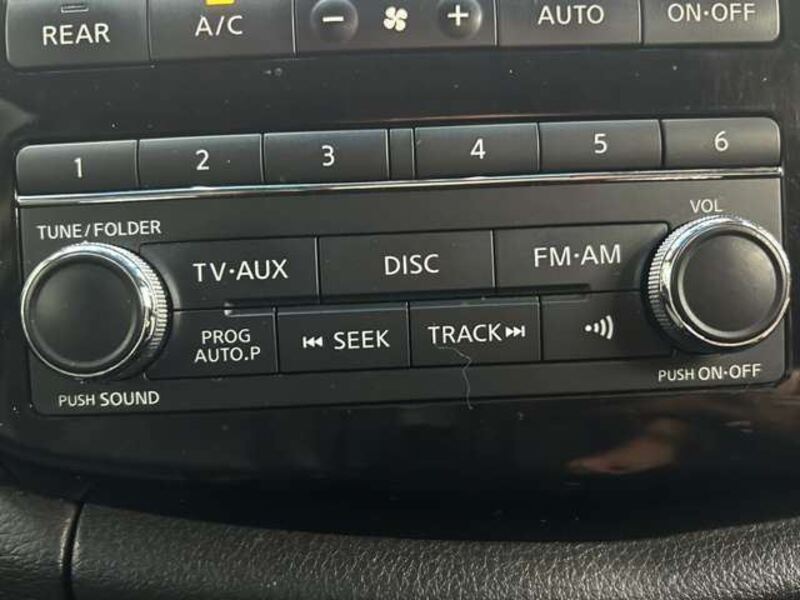 REAR A/C − + AUTO ON·OFF
1 2 3 4 5 6
TUNE/FOLDER VOL
TV·AUX DISC FM·AM
PROG
AUTO.P
SEEK TRACK
PUSH SOUND PUSH ON·OFF